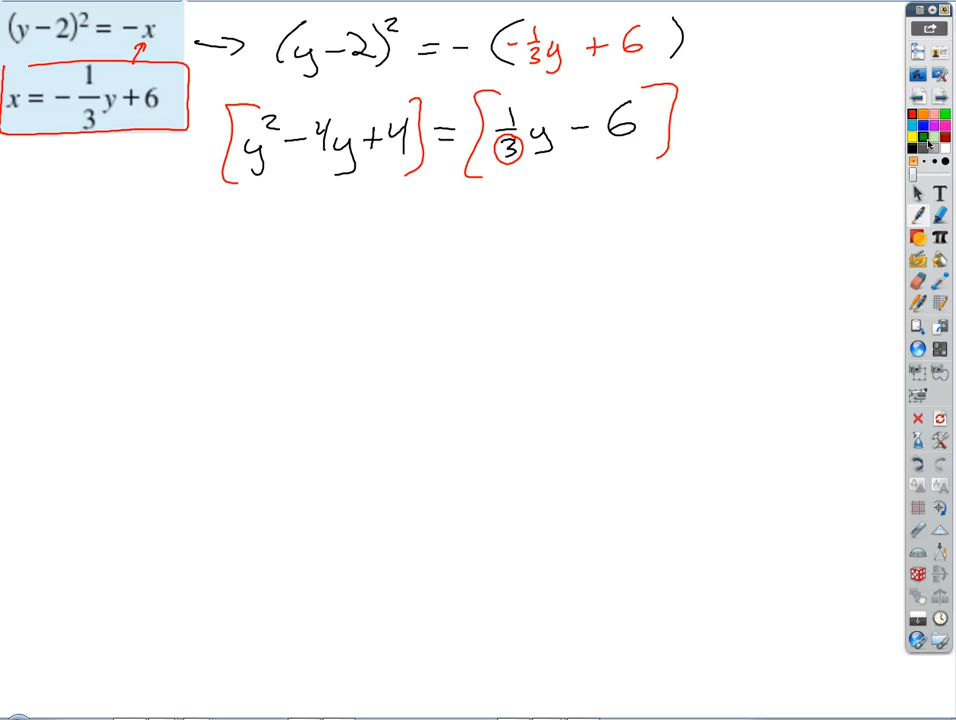 (y − 2)² = −x → (y − 2)² = − (−1/3 y + 6)
x = − 1/3 y + 6
[y² − 4y + 4] = [1/3 y − 6]
T
π